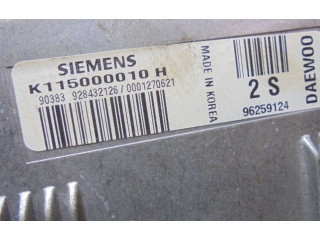 SIEMENS
K115000010 H
90383 928432126 / 0001270621
MADE IN KOREA
2 S
96259124
DAEWOO